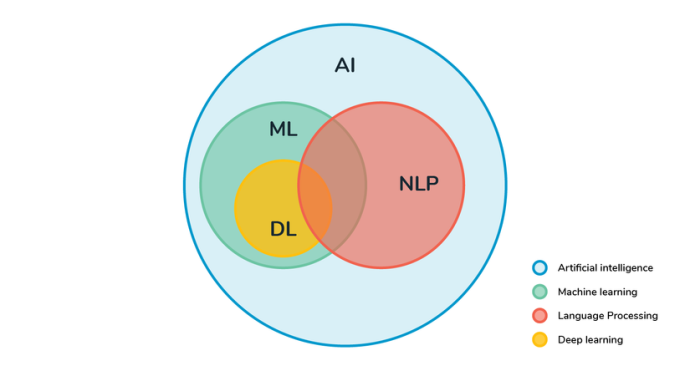 AI
ML
NLP
DL
Artificial intelligence
Machine learning
Language Processing
Deep learning